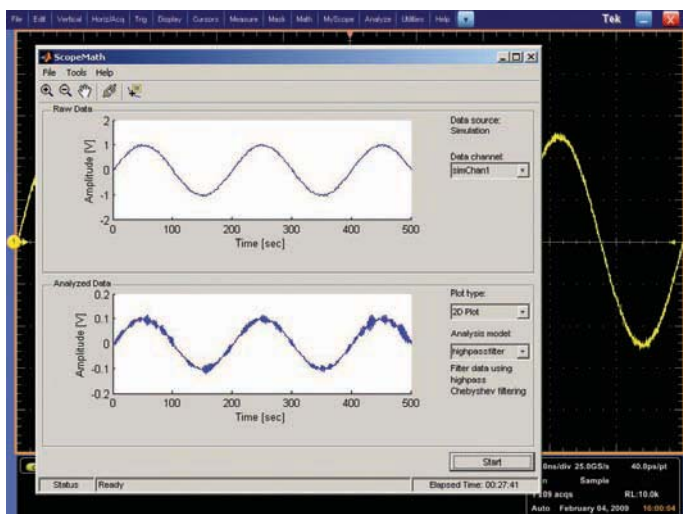 File Edit Vertical Horiz/Acq Trig Display Cursors Measure Mask Math MyScope Analyze Utilities Help Tek
ScopeMath
File Tools Help
Raw Data
2
1
0
-1
-2
Amplitude [V]
0 100 200 300 400 500
Time [sec]
Data source:
Simulation
Data channel:
simChan1
1
Analyzed Data
0.2
0.1
0
-0.1
-0.2
Amplitude [V]
0 100 200 300 400 500
Time [sec]
Plot type:
2D Plot
Analysis model:
highpassfilter
Filter data using
highpass
Chebyshev filtering
Start
Status Ready Elapsed Time: 00:27:41
0ns/div 25.0GS/s 40.0ps/pt
Sample
acqs RL:10.0k
Auto February 04, 2009 16:00:04